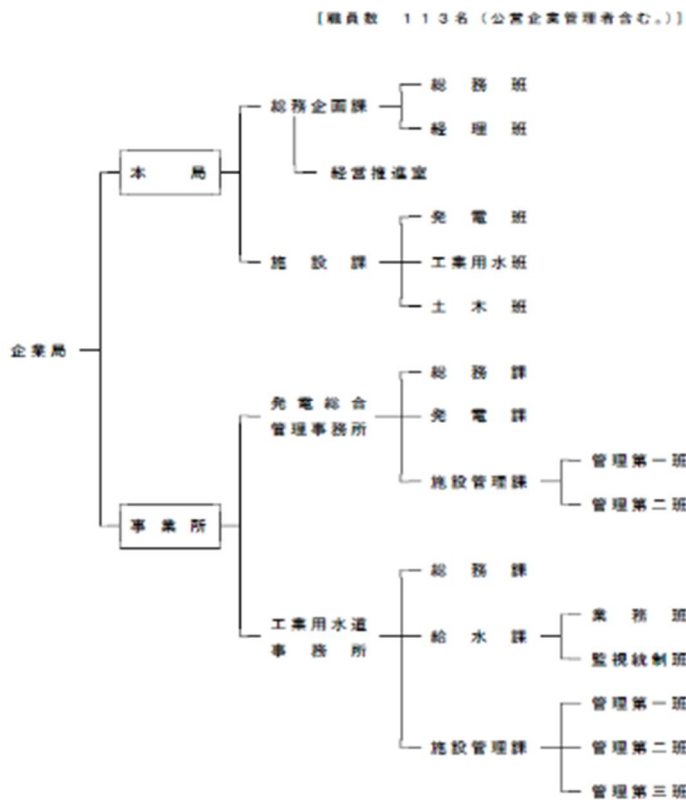 ［職員数 １１３名（公営企業管理者含む。）］
総務班
総務企画課
経理班
本局
経営推進室
発電班
施設課
工業用水班
土木班
企業局
総務課
発電総合
管理事務所
発電課
管理第一班
施設管理課
管理第二班
事業所
総務課
業務班
工業用水道
事務所
給水課
監視統制班
管理第一班
施設管理課
管理第二班
管理第三班